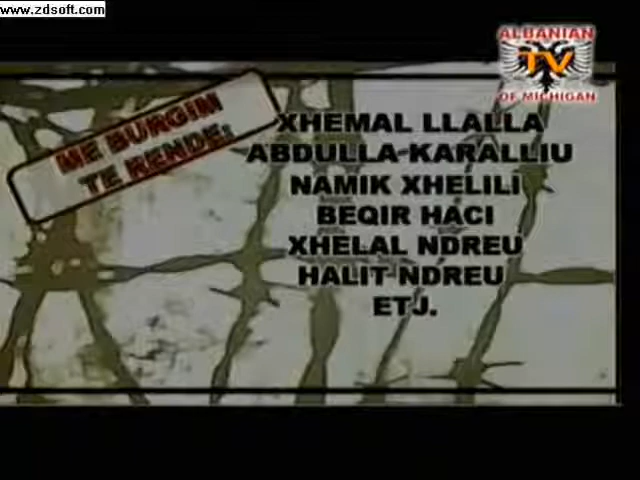 www.zdsoft.com
ALBANIAN
TV
OF MICHIGAN
ME BURGIM
TE RENDE:
XHEMAL LLALLA
ABDULLA KARALLIU
NAMIK XHELILI
BEQIR HACI
XHELAL NDREU
HALIT NDREU
ETJ.